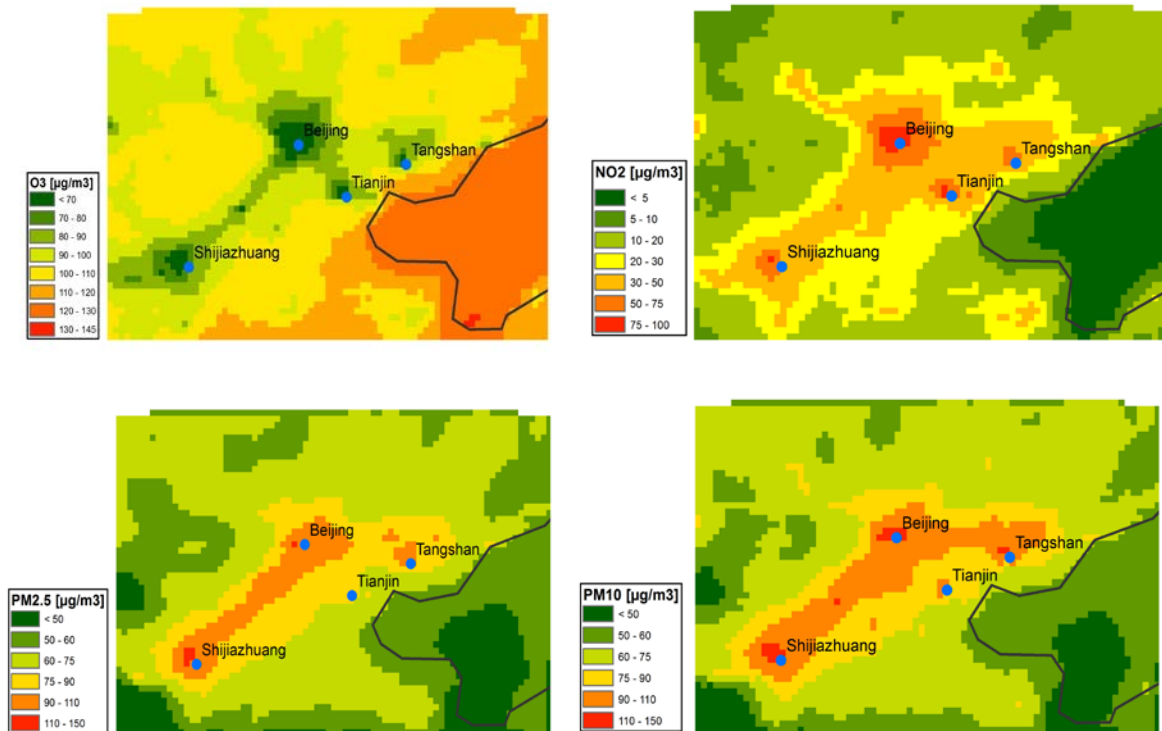 Beijing
Tangshan
Tianjin
Shijiazhuang
O3 [µg/m3]
< 70
70 - 80
80 - 90
90 - 100
100 - 110
110 - 120
120 - 130
130 - 145
Beijing
Tangshan
Tianjin
Shijiazhuang
NO2 [µg/m3]
< 5
5 - 10
10 - 20
20 - 30
30 - 50
50 - 75
75 - 100
Beijing
Tangshan
Tianjin
Shijiazhuang
PM2.5 [µg/m3]
< 50
50 - 60
60 - 75
75 - 90
90 - 110
110 - 150
Beijing
Tangshan
Tianjin
Shijiazhuang
PM10 [µg/m3]
< 50
50 - 60
60 - 75
75 - 90
90 - 110
110 - 150